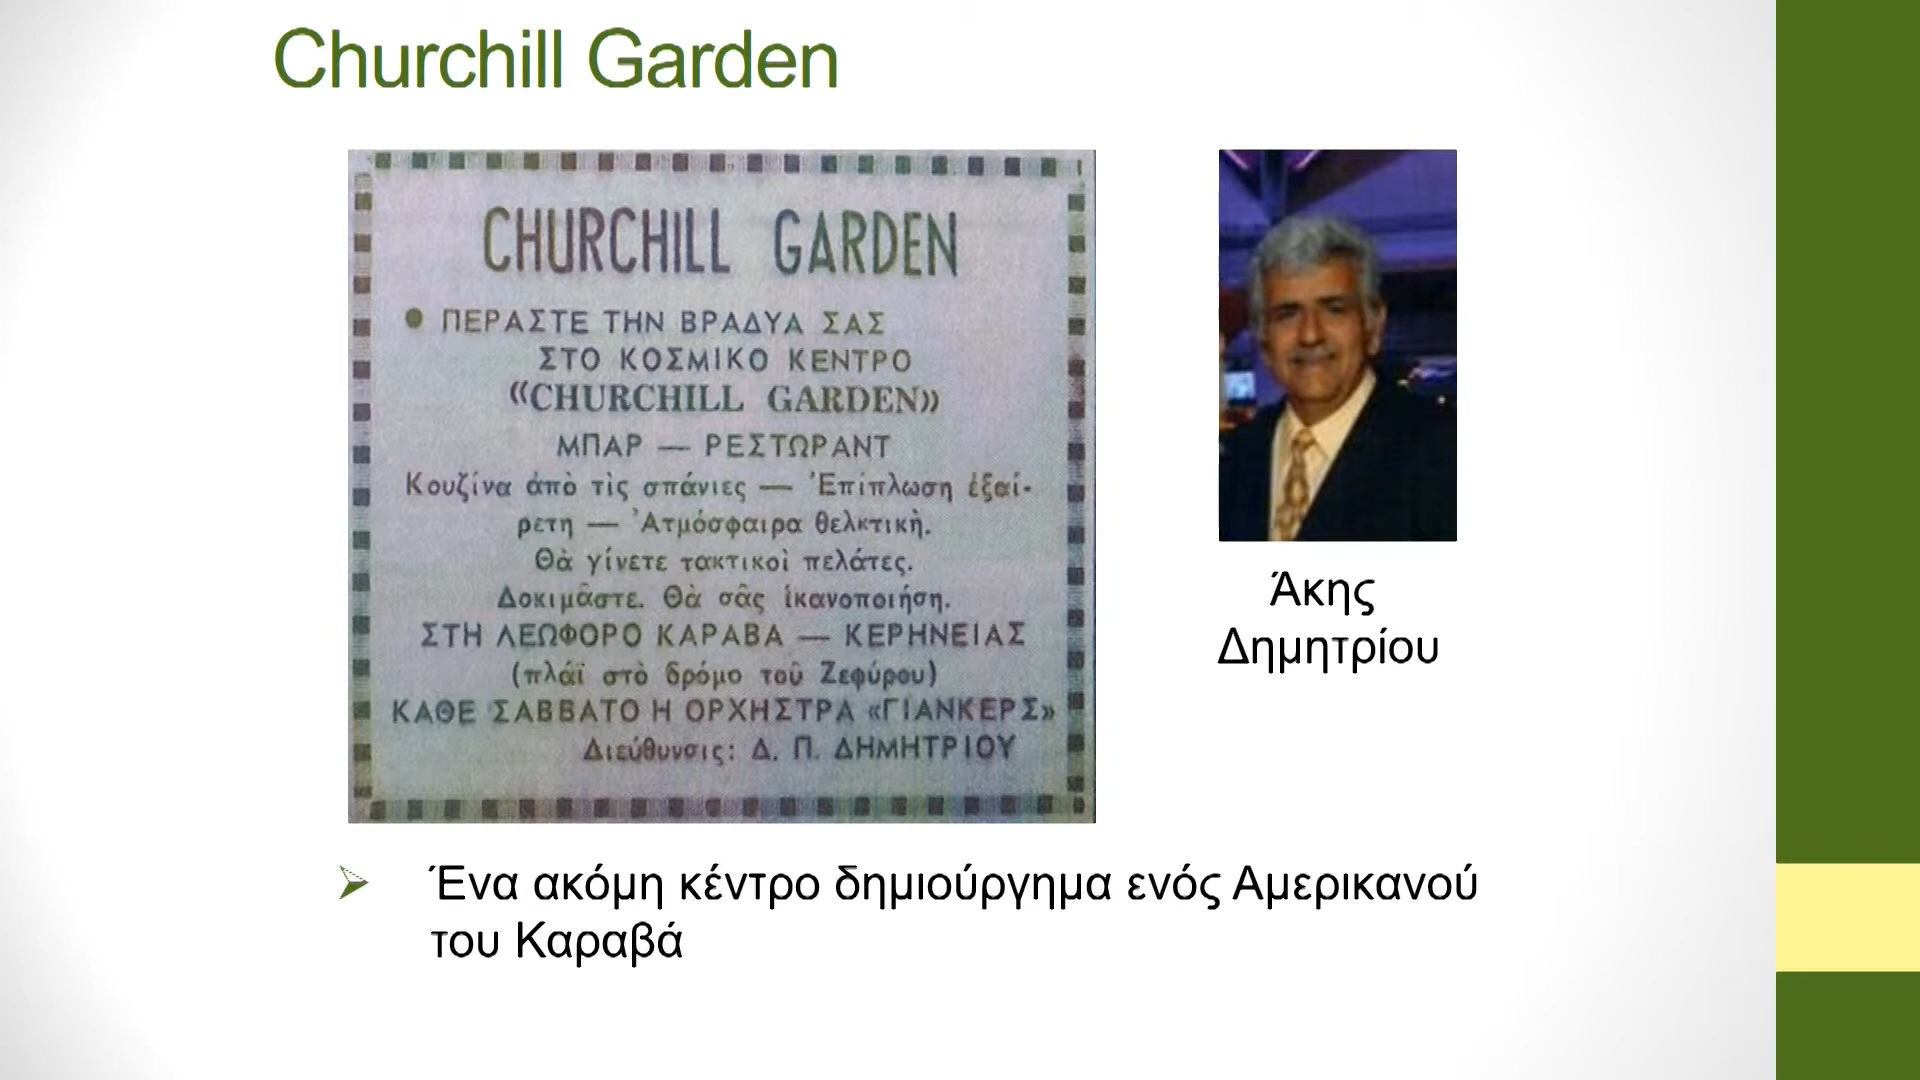 Churchill Garden
CHURCHILL GARDEN
● ΠΕΡΑΣΤΕ ΤΗΝ ΒΡΑΔΥΑ ΣΑΣ
ΣΤΟ ΚΟΣΜΙΚΟ ΚΕΝΤΡΟ
«CHURCHILL GARDEN»
ΜΠΑΡ — ΡΕΣΤΩΡΑΝΤ
Κουζίνα ἀπὸ τὶς σπάνιες — Ἐπίπλωση ἐξαί-
ρετη — Ἀτμόσφαιρα θελκτική.
Θὰ γίνετε τακτικοὶ πελάτες.
Δοκιμᾶστε. Θὰ σᾶς ἱκανοποιήση.
ΣΤΗ ΛΕΩΦΟΡΟ ΚΑΡΑΒΑ — ΚΕΡΗΝΕΙΑΣ
(πλάϊ στὸ δρόμο τοῦ Ζεφύρου)
ΚΑΘΕ ΣΑΒΒΑΤΟ Η ΟΡΧΗΣΤΡΑ «ΓΙΑΝΚΕΡΣ»
Διεύθυνσις: Δ. Π. ΔΗΜΗΤΡΙΟΥ
Άκης
Δημητρίου
Ένα ακόμη κέντρο δημιούργημα ενός Αμερικανού
του Καραβά